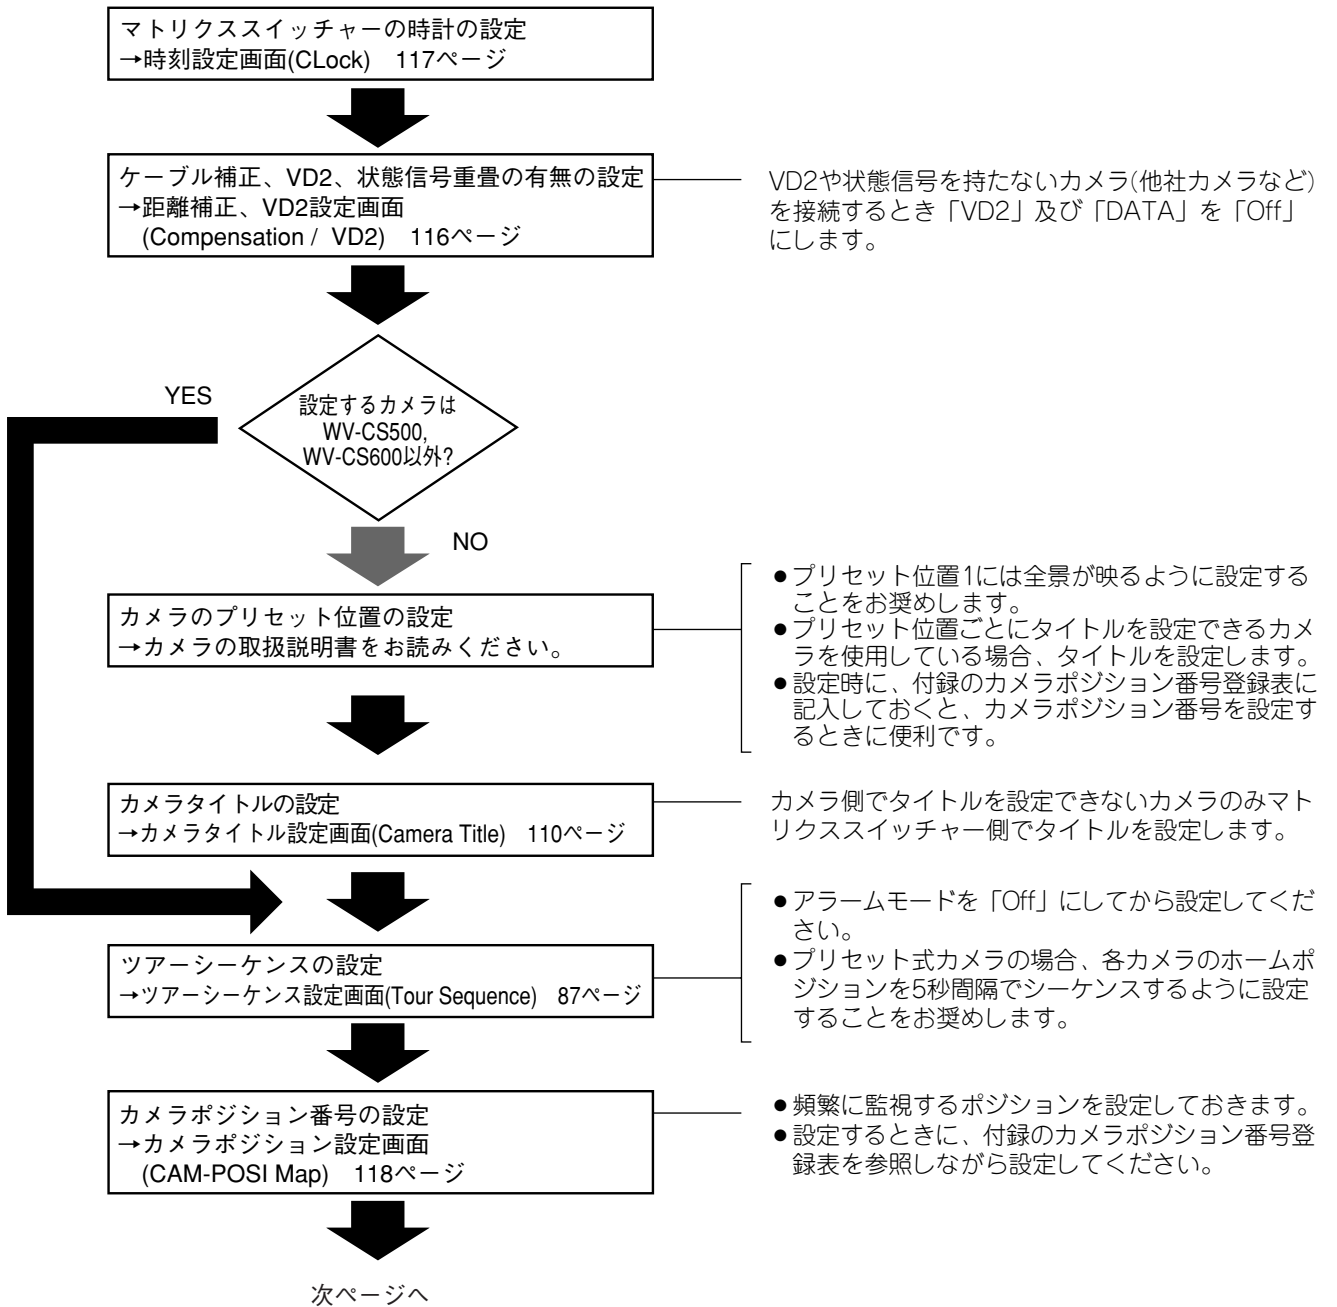 マトリクススイッチャーの時計の設定
→時刻設定画面(CLock) 117ページ
ケーブル補正、VD2、状態信号重畳の有無の設定
→距離補正、VD2設定画面
(Compensation / VD2) 116ページ
VD2や状態信号を持たないカメラ(他社カメラなど)
を接続するとき「VD2」及び「DATA」を「Off」
にします。
YES
設定するカメラは
WV-CS500,
WV-CS600以外?
NO
カメラのプリセット位置の設定
→カメラの取扱説明書をお読みください。
●プリセット位置1には全景が映るように設定する
ことをお奨めします。
●プリセット位置ごとにタイトルを設定できるカメ
ラを使用している場合、タイトルを設定します。
●設定時に、付録のカメラポジション番号登録表に
記入しておくと、カメラポジション番号を設定す
るときに便利です。
カメラタイトルの設定
→カメラタイトル設定画面(Camera Title) 110ページ
カメラ側でタイトルを設定できないカメラのみマト
リクススイッチャー側でタイトルを設定します。
ツアーシーケンスの設定
→ツアーシーケンス設定画面(Tour Sequence) 87ページ
●アラームモードを「Off」にしてから設定してくだ
さい。
●プリセット式カメラの場合、各カメラのホームポ
ジションを5秒間隔でシーケンスするように設定
することをお奨めします。
カメラポジション番号の設定
→カメラポジション設定画面
(CAM-POSI Map) 118ページ
●頻繁に監視するポジションを設定しておきます。
●設定するときに、付録のカメラポジション番号登
録表を参照しながら設定してください。
次ページへ